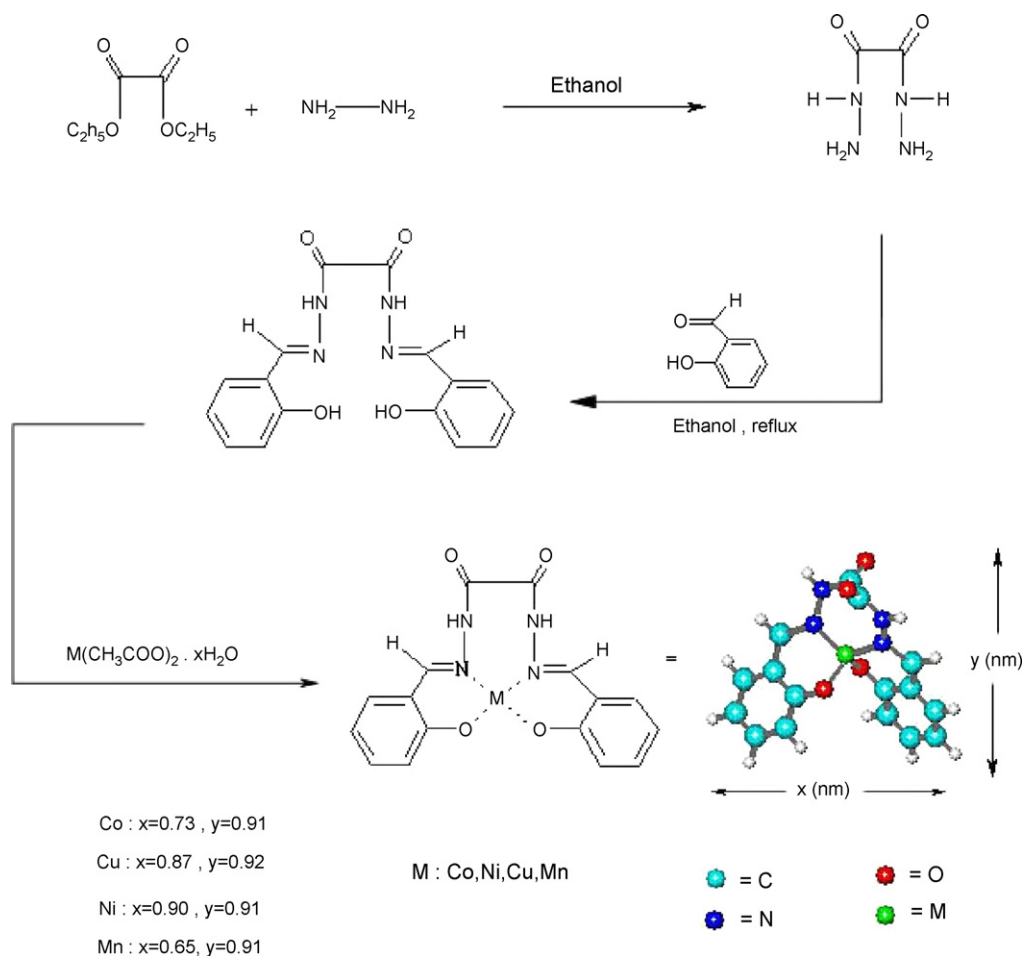 O O
C₂h₅O OC₂H₅
+
NH₂ NH₂
Ethanol
O O
H N N H
H₂N NH₂
O O
HN NH
H N N H
OH HO
O H
HO
Ethanol , reflux
M(CH₃COO)₂ . xH₂O
O O
HN NH
H N N H
M
O O
=
y (nm)
x (nm)
Co : x=0.73 , y=0.91
Cu : x=0.87 , y=0.92
Ni : x=0.90 , y=0.91
Mn : x=0.65, y=0.91
M : Co,Ni,Cu,Mn
= C
= O
= N
= M